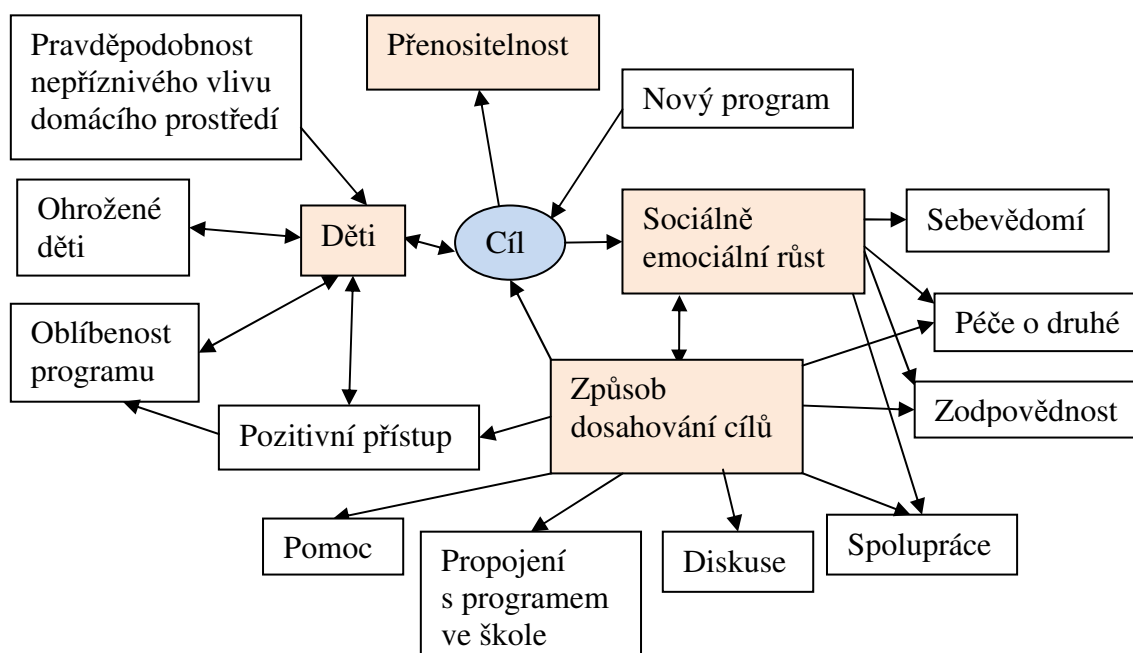 Pravděpodobnost
nepříznivého vlivu
domácího prostředí
Přenositelnost
Nový program
Ohrožené
děti
Děti
Cíl
Sociálně
emociální růst
Sebevědomí
Péče o druhé
Oblíbenost
programu
Způsob
dosahování cílů
Zodpovědnost
Pozitivní přístup
Pomoc
Propojení
s programem
ve škole
Diskuse
Spolupráce